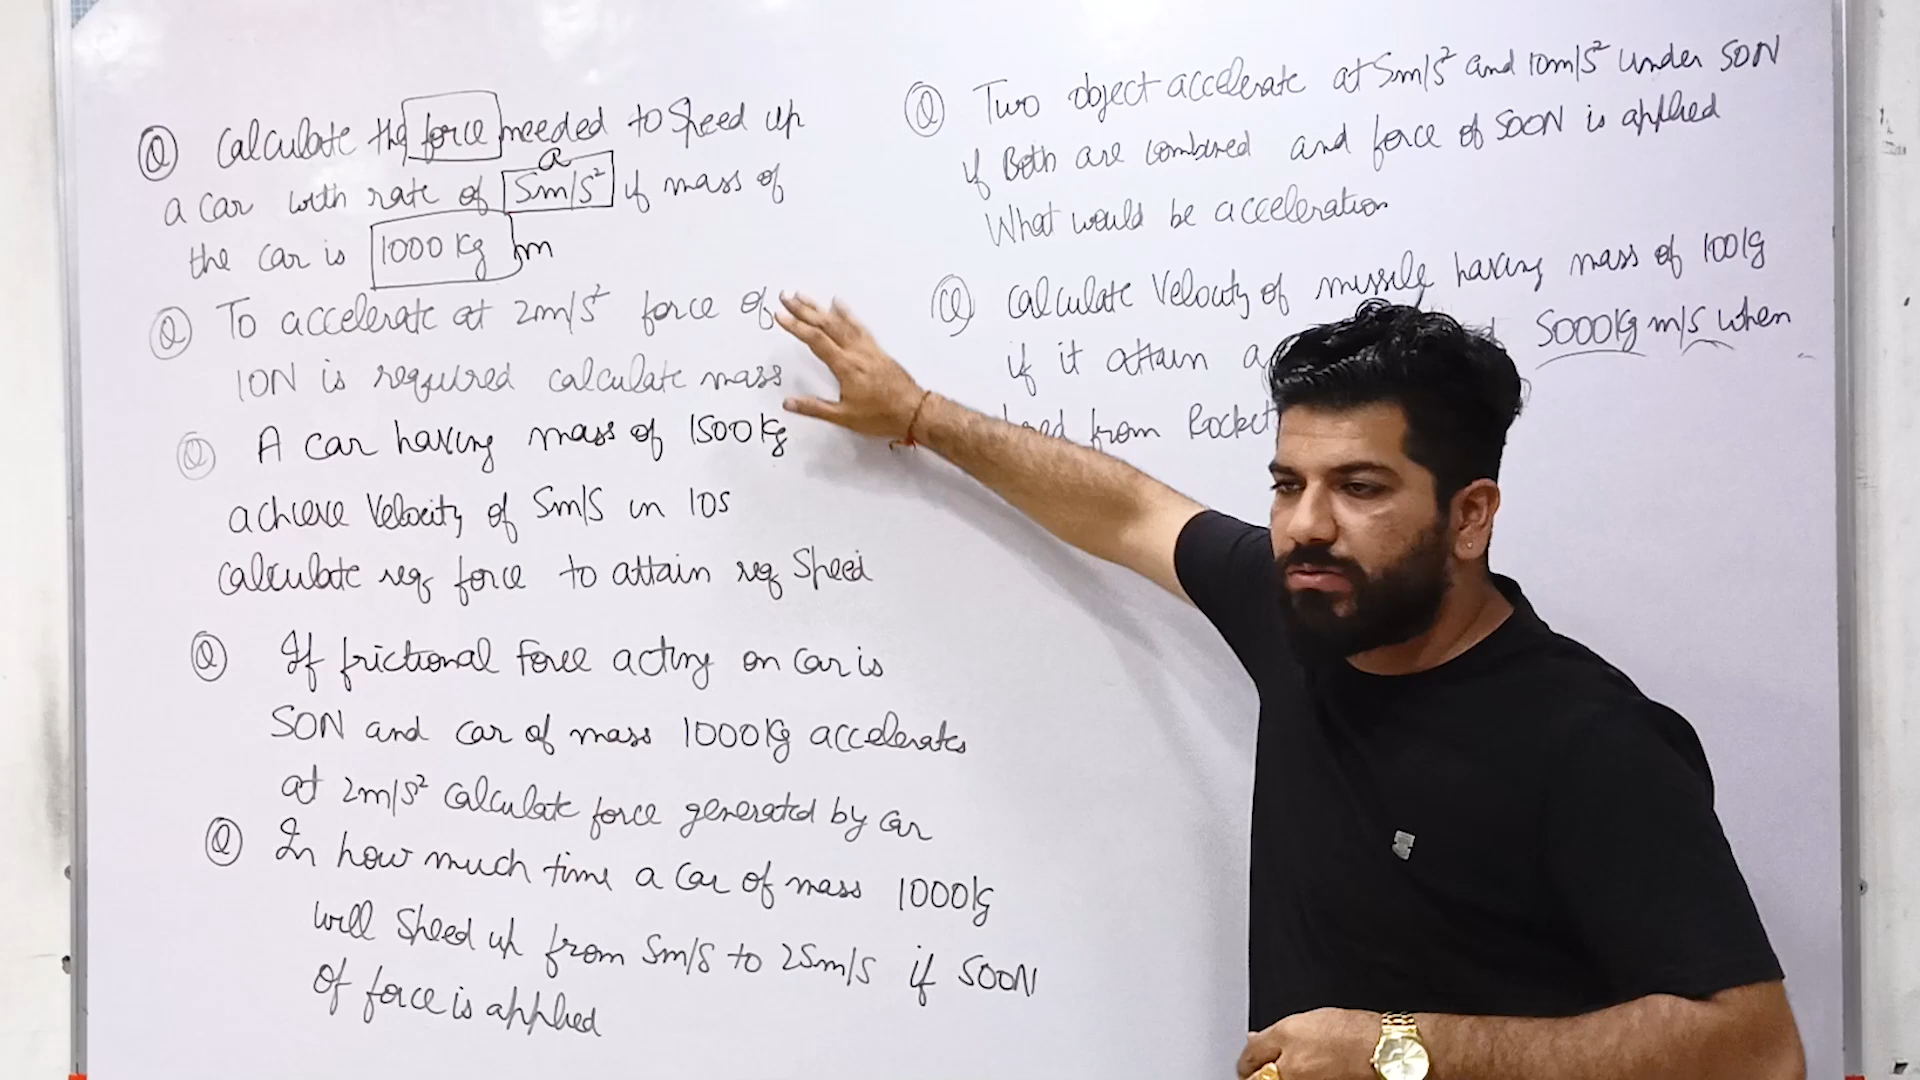 Q Calculate the force needed to speed up
a
a car with rate of 5m/s² if mass of
the car is 1000 kg m
Q To accelerate at 2m/s² force of
10N is required calculate mass
Q A car having mass of 1500 kg
achieve velocity of 5m/s in 10s
calculate req force to attain req speed
Q If frictional force acting on car is
50N and car of mass 1000kg accelerates
at 2m/s² calculate force generated by car
Q In how much time a car of mass 1000kg
will speed up from 5m/s to 25m/s if 500N
of force is applied
Q Two object accelerate at 5m/s² and 10m/s² under 50N
if Both are combined and force of 500N is applied
What would be acceleration
Q Calculate velocity of missile having mass of 100kg
if it attain a 5000kg m/s when
from Rocket